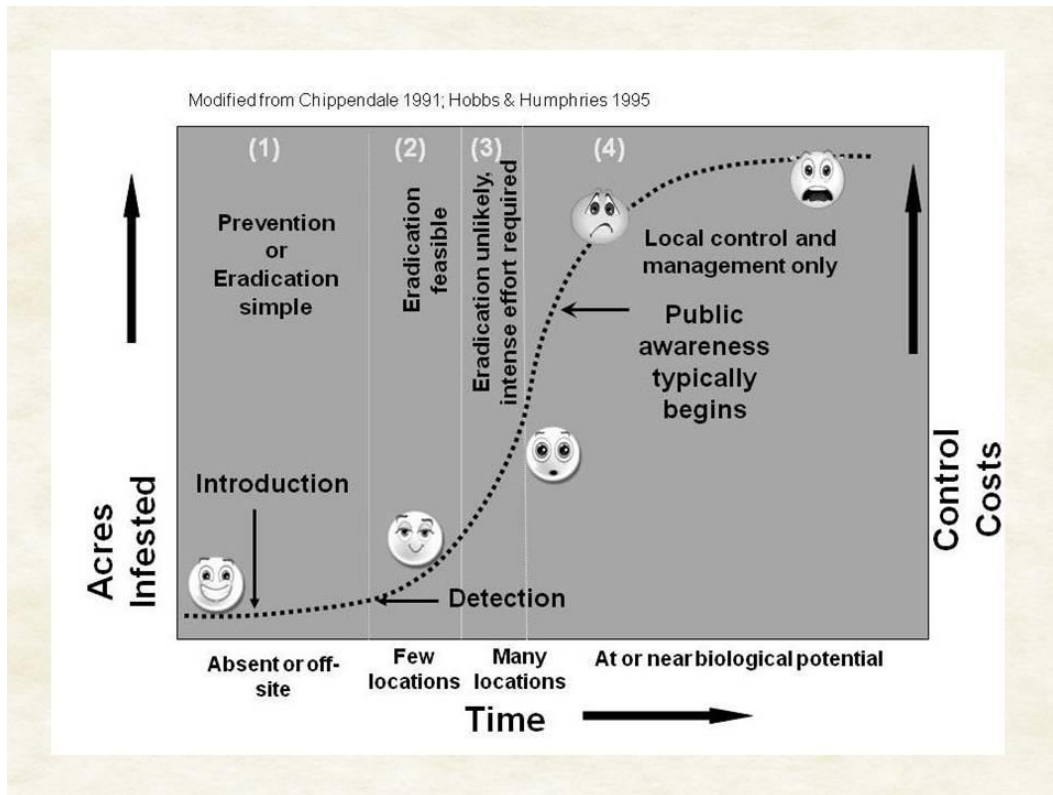 Modified from Chippendale 1991; Hobbs & Humphries 1995
(1)
(2)
(3)
(4)
Prevention
or
Eradication
simple
Eradication
feasible
Eradication unlikely,
intense effort required
Local control and
management only
Public
awareness
typically
begins
Introduction
Detection
Acres
Infested
Control
Costs
Absent or off-
site
Few
locations
Many
locations
At or near biological potential
Time